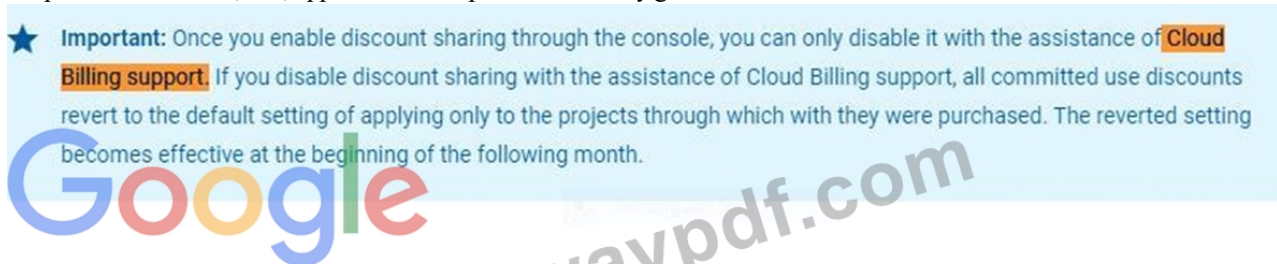 Important: Once you enable discount sharing through the console, you can only disable it with the assistance of Cloud
Billing support. If you disable discount sharing with the assistance of Cloud Billing support, all committed use discounts
revert to the default setting of applying only to the projects through which with they were purchased. The reverted setting
becomes effective at the beginning of the following month.
Google